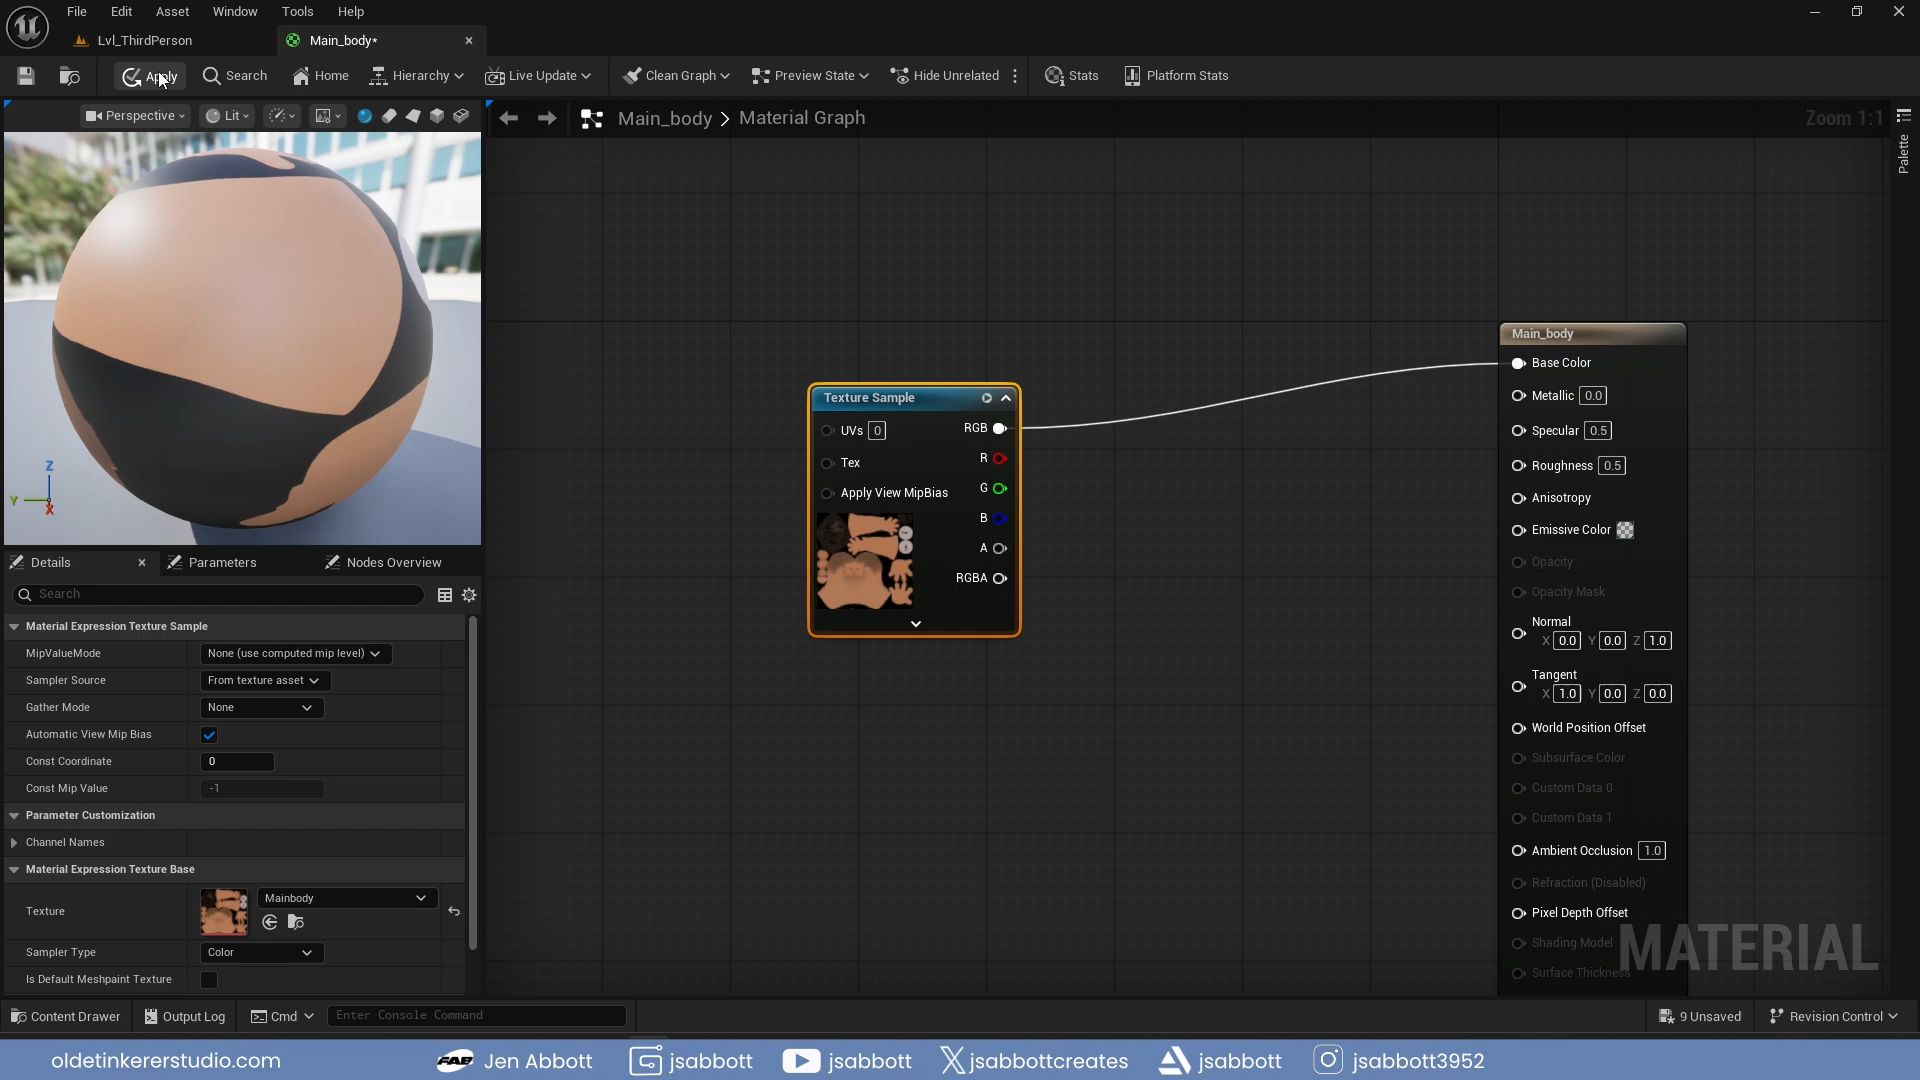 File Edit Asset Window Tools Help
Lvl_ThirdPerson
Main_body*
Apply Search Home Hierarchy Live Update Clean Graph Preview State Hide Unrelated Stats Platform Stats
Perspective Lit
Main_body > Material Graph
Zoom 1:1
Palette
Z
Y
X
Main_body
Base Color
Metallic 0.0
Specular 0.5
Roughness 0.5
Anisotropy
Emissive Color
Opacity
Opacity Mask
Normal
X 0.0 Y 0.0 Z 1.0
Tangent
X 1.0 Y 0.0 Z 0.0
World Position Offset
Subsurface Color
Custom Data 0
Custom Data 1
Ambient Occlusion 1.0
Refraction (Disabled)
Pixel Depth Offset
Shading Model
Surface Thickness
MATERIAL
Texture Sample
UVs 0 RGB
R
Tex
G
Apply View MipBias
B
A
RGBA
Details Parameters Nodes Overview
Search
Material Expression Texture Sample
MipValueMode None (use computed mip level)
Sampler Source From texture asset
Gather Mode None
Automatic View Mip Bias
Const Coordinate 0
Const Mip Value -1
Parameter Customization
Channel Names
Material Expression Texture Base
Texture Mainbody
Sampler Type Color
Is Default Meshpaint Texture
Content Drawer Output Log Cmd Enter Console Command 9 Unsaved Revision Control
oldetinkererstudio.com FAB Jen Abbott jsabbott jsabbott jsabbottcreates jsabbott jsabbott3952